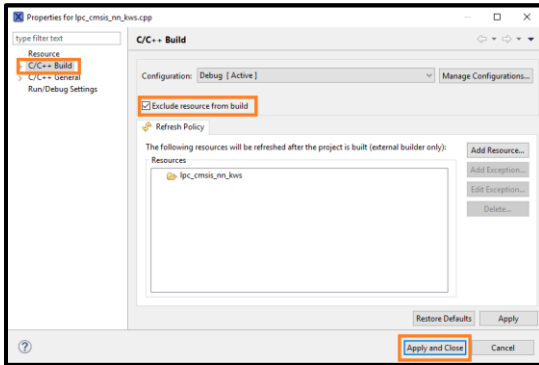 Properties for lpc_cmsis_nn_kws.cpp
type filter text
Resource
C/C++ Build
C/C++ General
Run/Debug Settings
C/C++ Build
Configuration: Debug [ Active ]
Manage Configurations...
Exclude resource from build
Refresh Policy
The following resources will be refreshed after the project is built (external builder only):
Resources
lpc_cmsis_nn_kws
Add Resource...
Add Exception...
Edit Exception...
Delete...
Restore Defaults
Apply
Apply and Close
Cancel